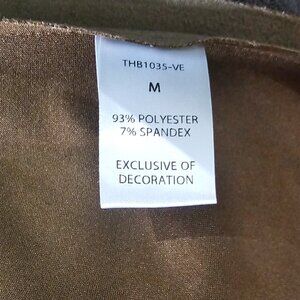 THB1035-VE
M
93% POLYESTER
7% SPANDEX
EXCLUSIVE OF
DECORATION